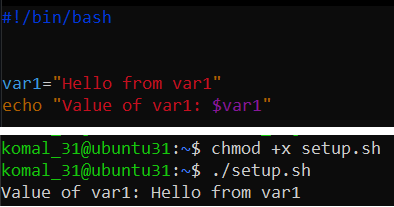 #!/bin/bash
var1="Hello from var1"
echo "Value of var1: $var1"
komal_31@ubuntu31:~$ chmod +x setup.sh
komal_31@ubuntu31:~$ ./setup.sh
Value of var1: Hello from var1